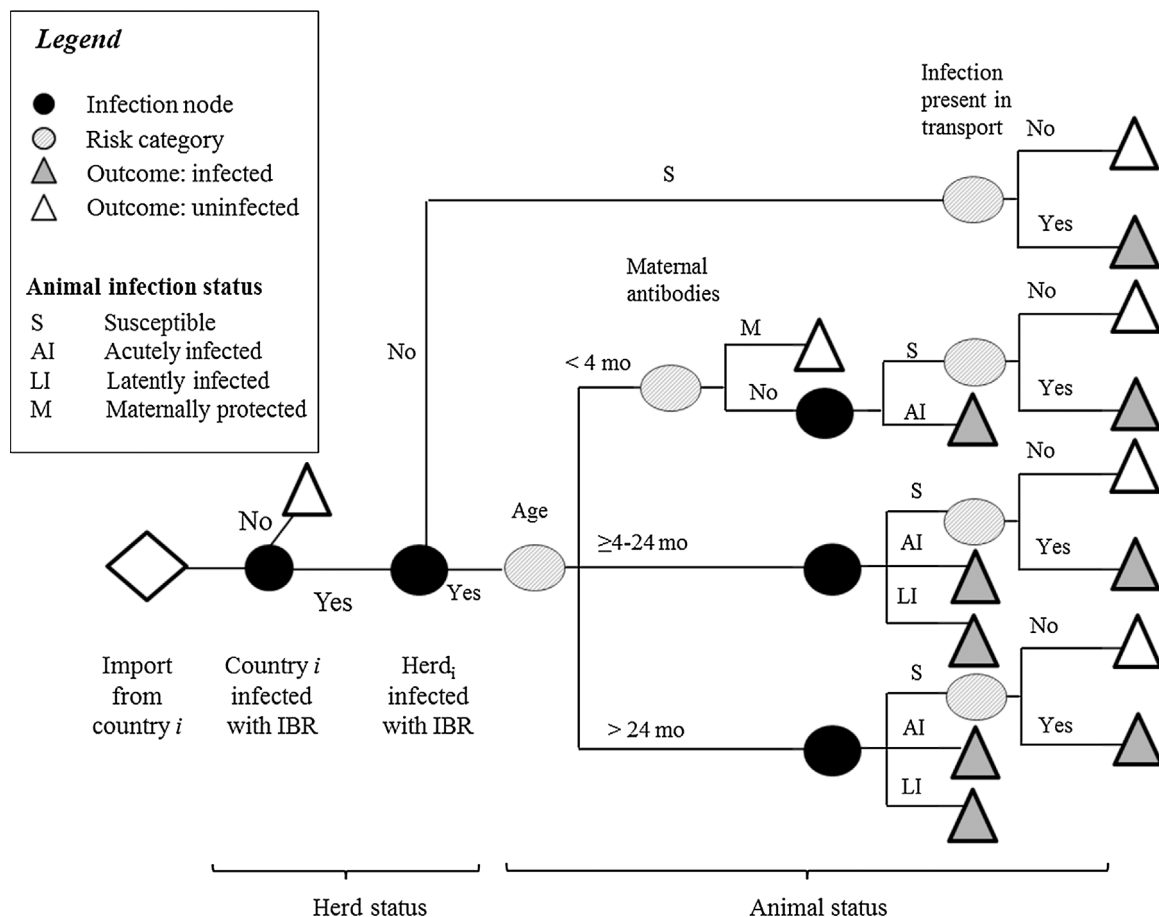 Legend
Infection node
Risk category
Outcome: infected
Outcome: uninfected
Animal infection status
S Susceptible
AI Acutely infected
LI Latently infected
M Maternally protected
Infection
present in
transport
No
Yes
S
Maternal
antibodies
No
< 4 mo
M
No
S
AI
No
Yes
No
Yes
Age
≥4-24 mo
S
AI
LI
No
Yes
Yes
> 24 mo
S
AI
LI
No
Yes
Import
from
country i
Country i
infected
with IBR
Herdi
infected
with IBR
Herd status
Animal status